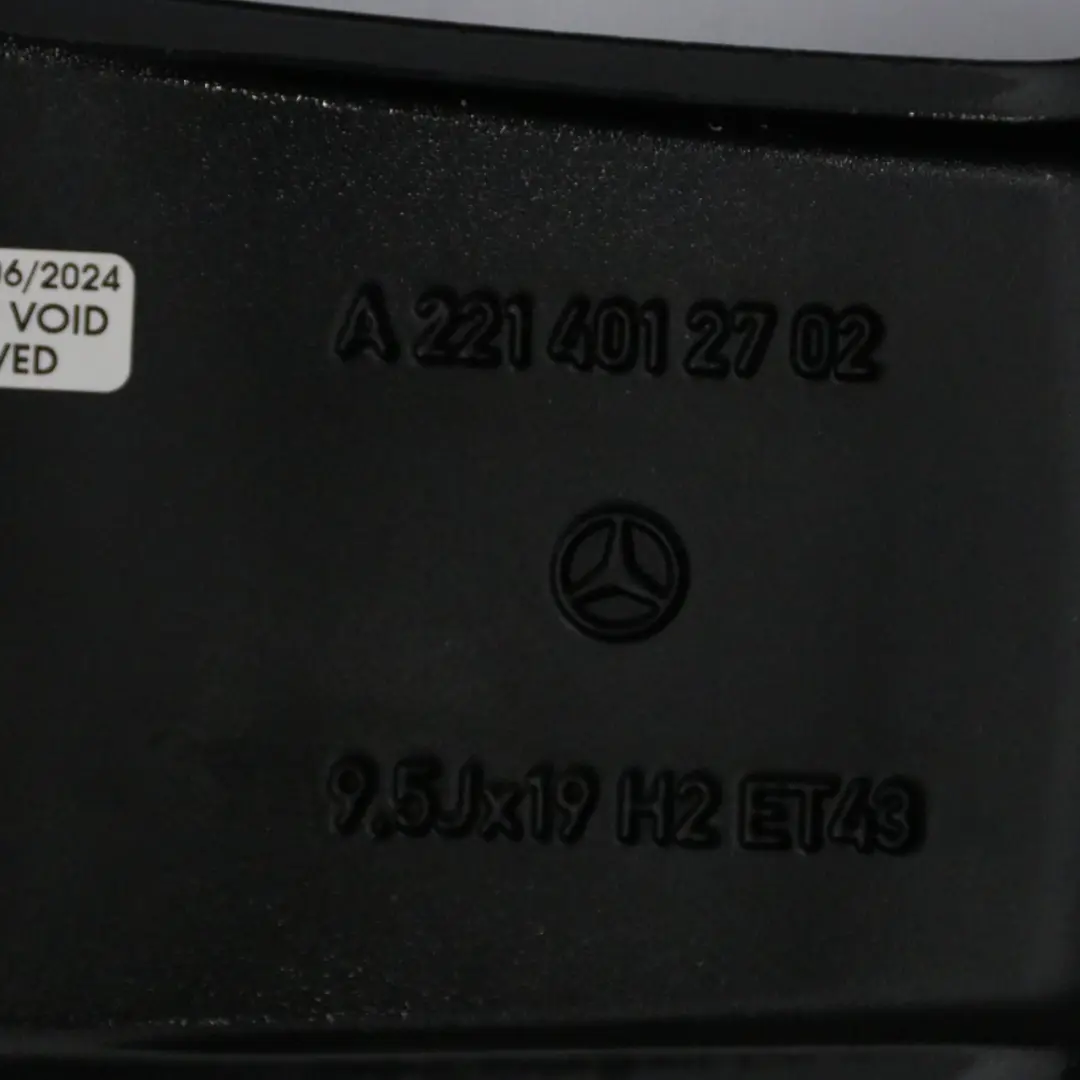 6/2024
VOID
VED
A 221 401 27 02
9,5Jx19 H2 ET43